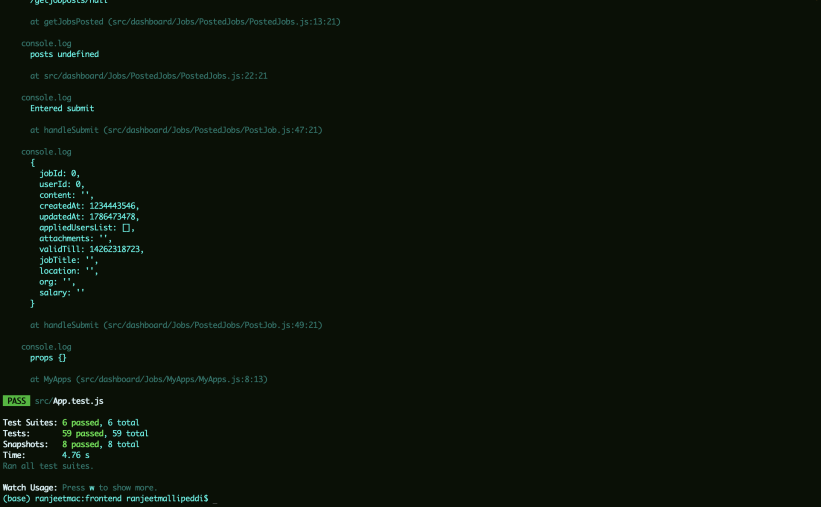 /getjobposts/null
at getJobsPosted (src/dashboard/Jobs/PostedJobs/PostedJobs.js:13:21)
console.log
posts undefined
at src/dashboard/Jobs/PostedJobs/PostedJobs.js:22:21
console.log
Entered submit
at handleSubmit (src/dashboard/Jobs/PostedJobs/PostJob.js:47:21)
console.log
{
jobId: 0,
userId: 0,
content: '',
createdAt: 1234443546,
updatedAt: 1786473478,
appliedUsersList: [],
attachments: '',
validTill: 14262318723,
jobTitle: '',
location: '',
org: '',
salary: ''
}
at handleSubmit (src/dashboard/Jobs/PostedJobs/PostJob.js:49:21)
console.log
props {}
at MyApps (src/dashboard/Jobs/MyApps/MyApps.js:8:13)
PASS src/App.test.js
Test Suites: 6 passed, 6 total
Tests: 59 passed, 59 total
Snapshots: 8 passed, 8 total
Time: 4.76 s
Ran all test suites.
Watch Usage: Press w to show more.
(base) ranjeetmac:frontend ranjeetmallipeddi$ _